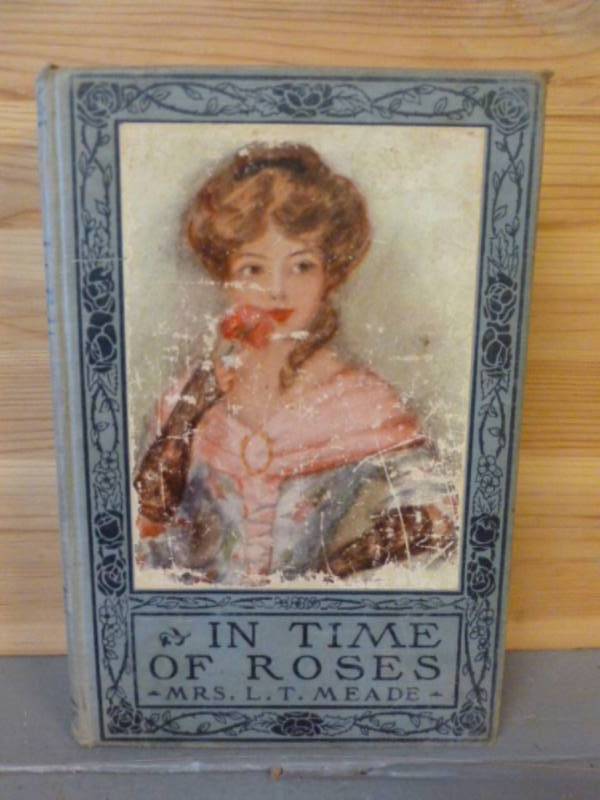 IN TIME
OF ROSES
MRS. L. T. MEADE